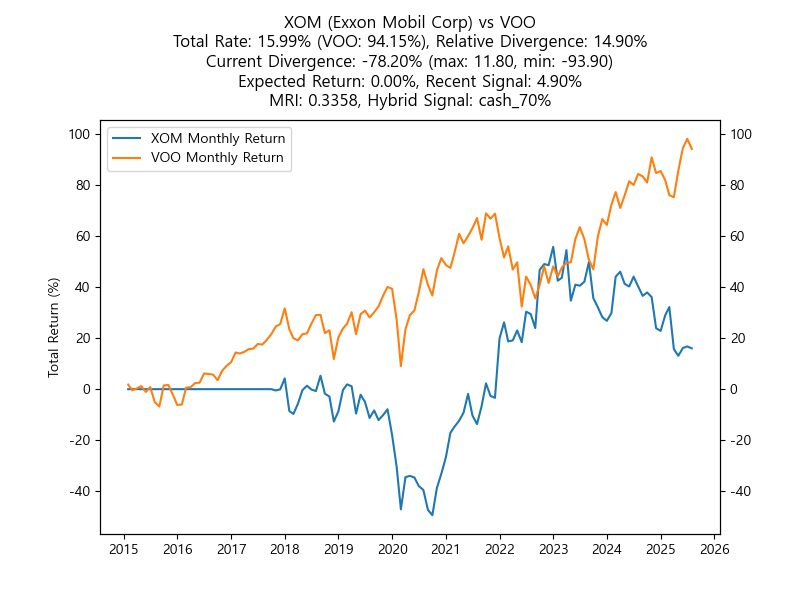 XOM (Exxon Mobil Corp) vs VOO
Total Rate: 15.99% (VOO: 94.15%), Relative Divergence: 14.90%
Current Divergence: -78.20% (max: 11.80, min: -93.90)
Expected Return: 0.00%, Recent Signal: 4.90%
MRI: 0.3358, Hybrid Signal: cash_70%
XOM Monthly Return
VOO Monthly Return
Total Return (%)
100
80
60
40
20
0
-20
-40
100
80
60
40
20
0
-20
-40
2015 2016 2017 2018 2019 2020 2021 2022 2023 2024 2025 2026